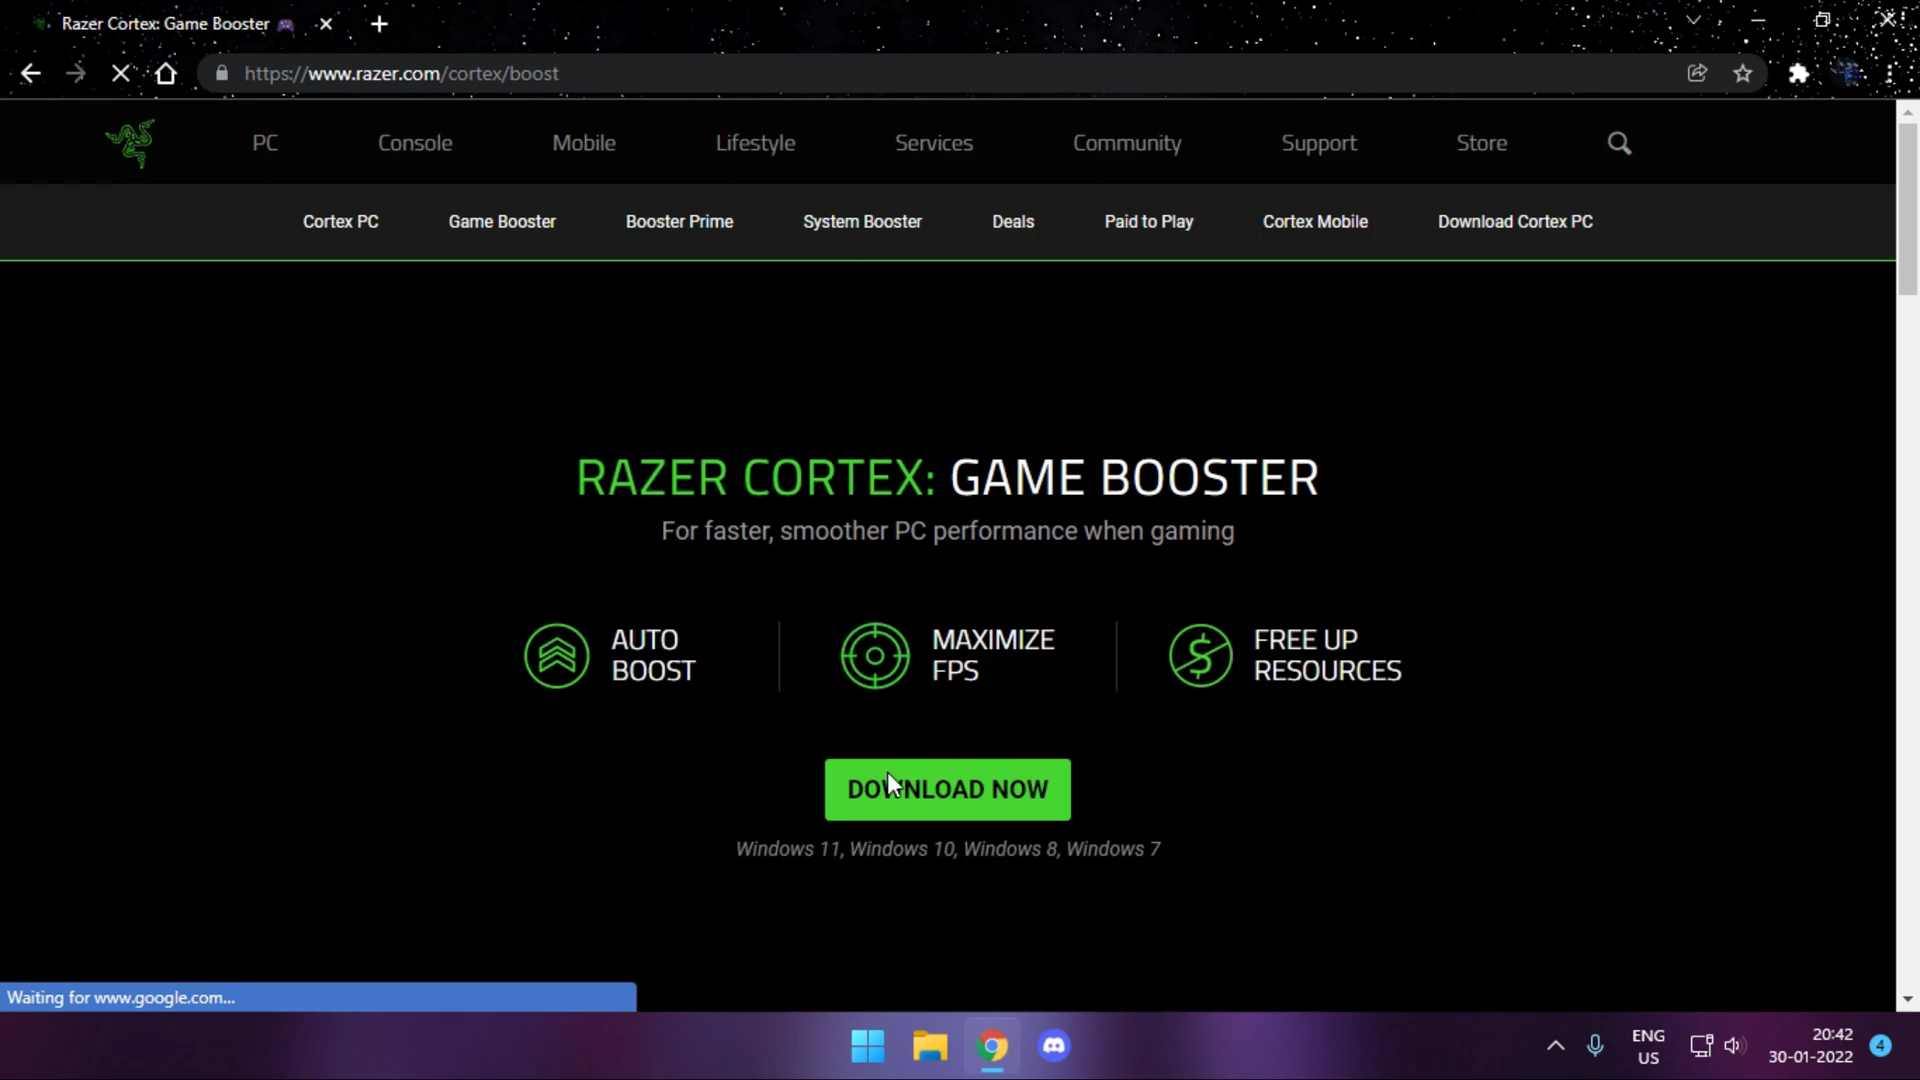 Razer Cortex: Game Booster
https://www.razer.com/cortex/boost
PC Console Mobile Lifestyle Services Community Support Store
Cortex PC Game Booster Booster Prime System Booster Deals Paid to Play Cortex Mobile Download Cortex PC
RAZER CORTEX: GAME BOOSTER
For faster, smoother PC performance when gaming
AUTO
BOOST
MAXIMIZE
FPS
FREE UP
RESOURCES
DOWNLOAD NOW
Windows 11, Windows 10, Windows 8, Windows 7
Waiting for www.google.com...
ENG
US
20:42
30-01-2022
4